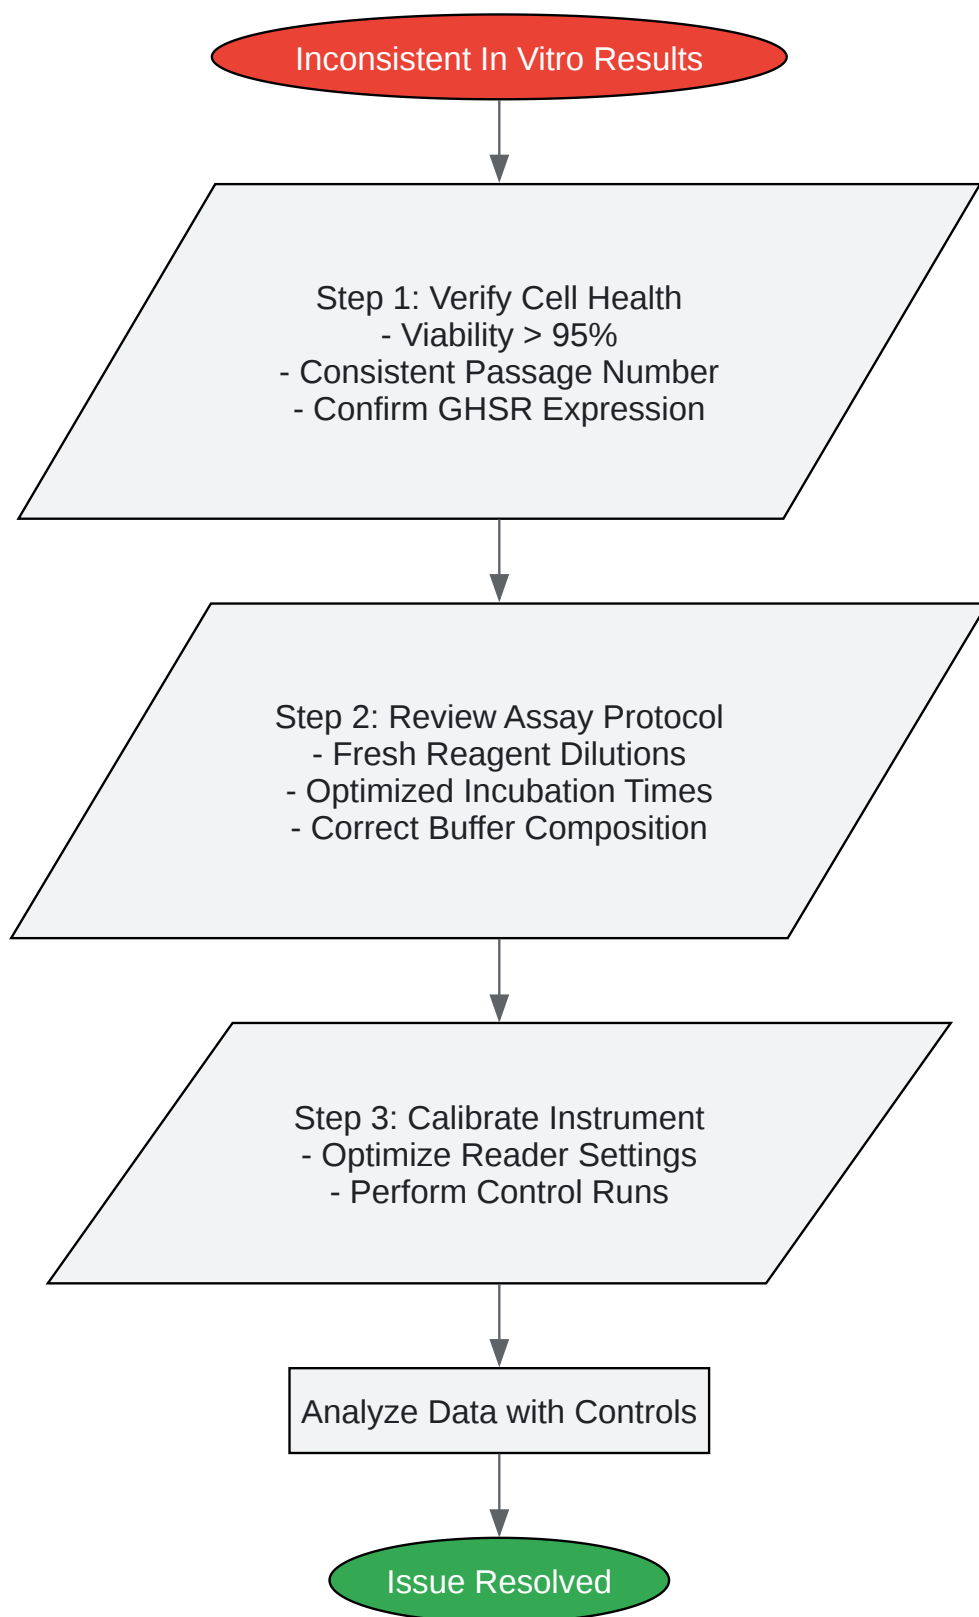 Inconsistent In Vitro Results
Step 1: Verify Cell Health
- Viability > 95%
- Consistent Passage Number
- Confirm GHSR Expression
Step 2: Review Assay Protocol
- Fresh Reagent Dilutions
- Optimized Incubation Times
- Correct Buffer Composition
Step 3: Calibrate Instrument
- Optimize Reader Settings
- Perform Control Runs
Analyze Data with Controls
Issue Resolved